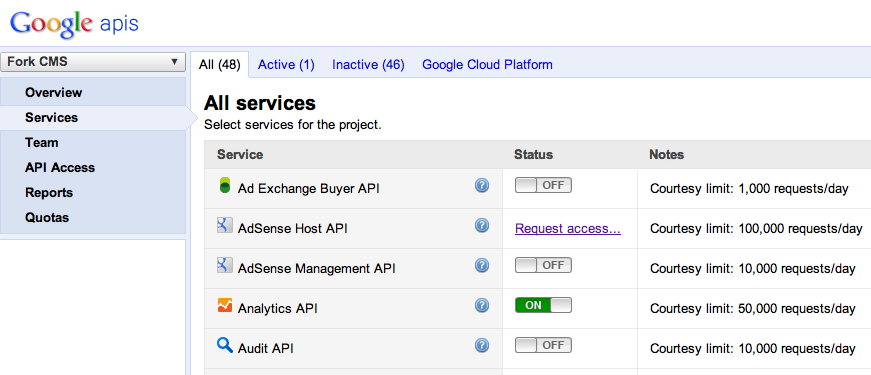 Google apis
Fork CMS
All (48) Active (1) Inactive (46) Google Cloud Platform
Overview
Services
Team
API Access
Reports
Quotas
All services
Select services for the project.
Service Status Notes
Ad Exchange Buyer API ? OFF Courtesy limit: 1,000 requests/day
AdSense Host API ? Request access... Courtesy limit: 100,000 requests/day
AdSense Management API ? OFF Courtesy limit: 10,000 requests/day
Analytics API ? ON Courtesy limit: 50,000 requests/day
Audit API ? OFF Courtesy limit: 10,000 requests/day